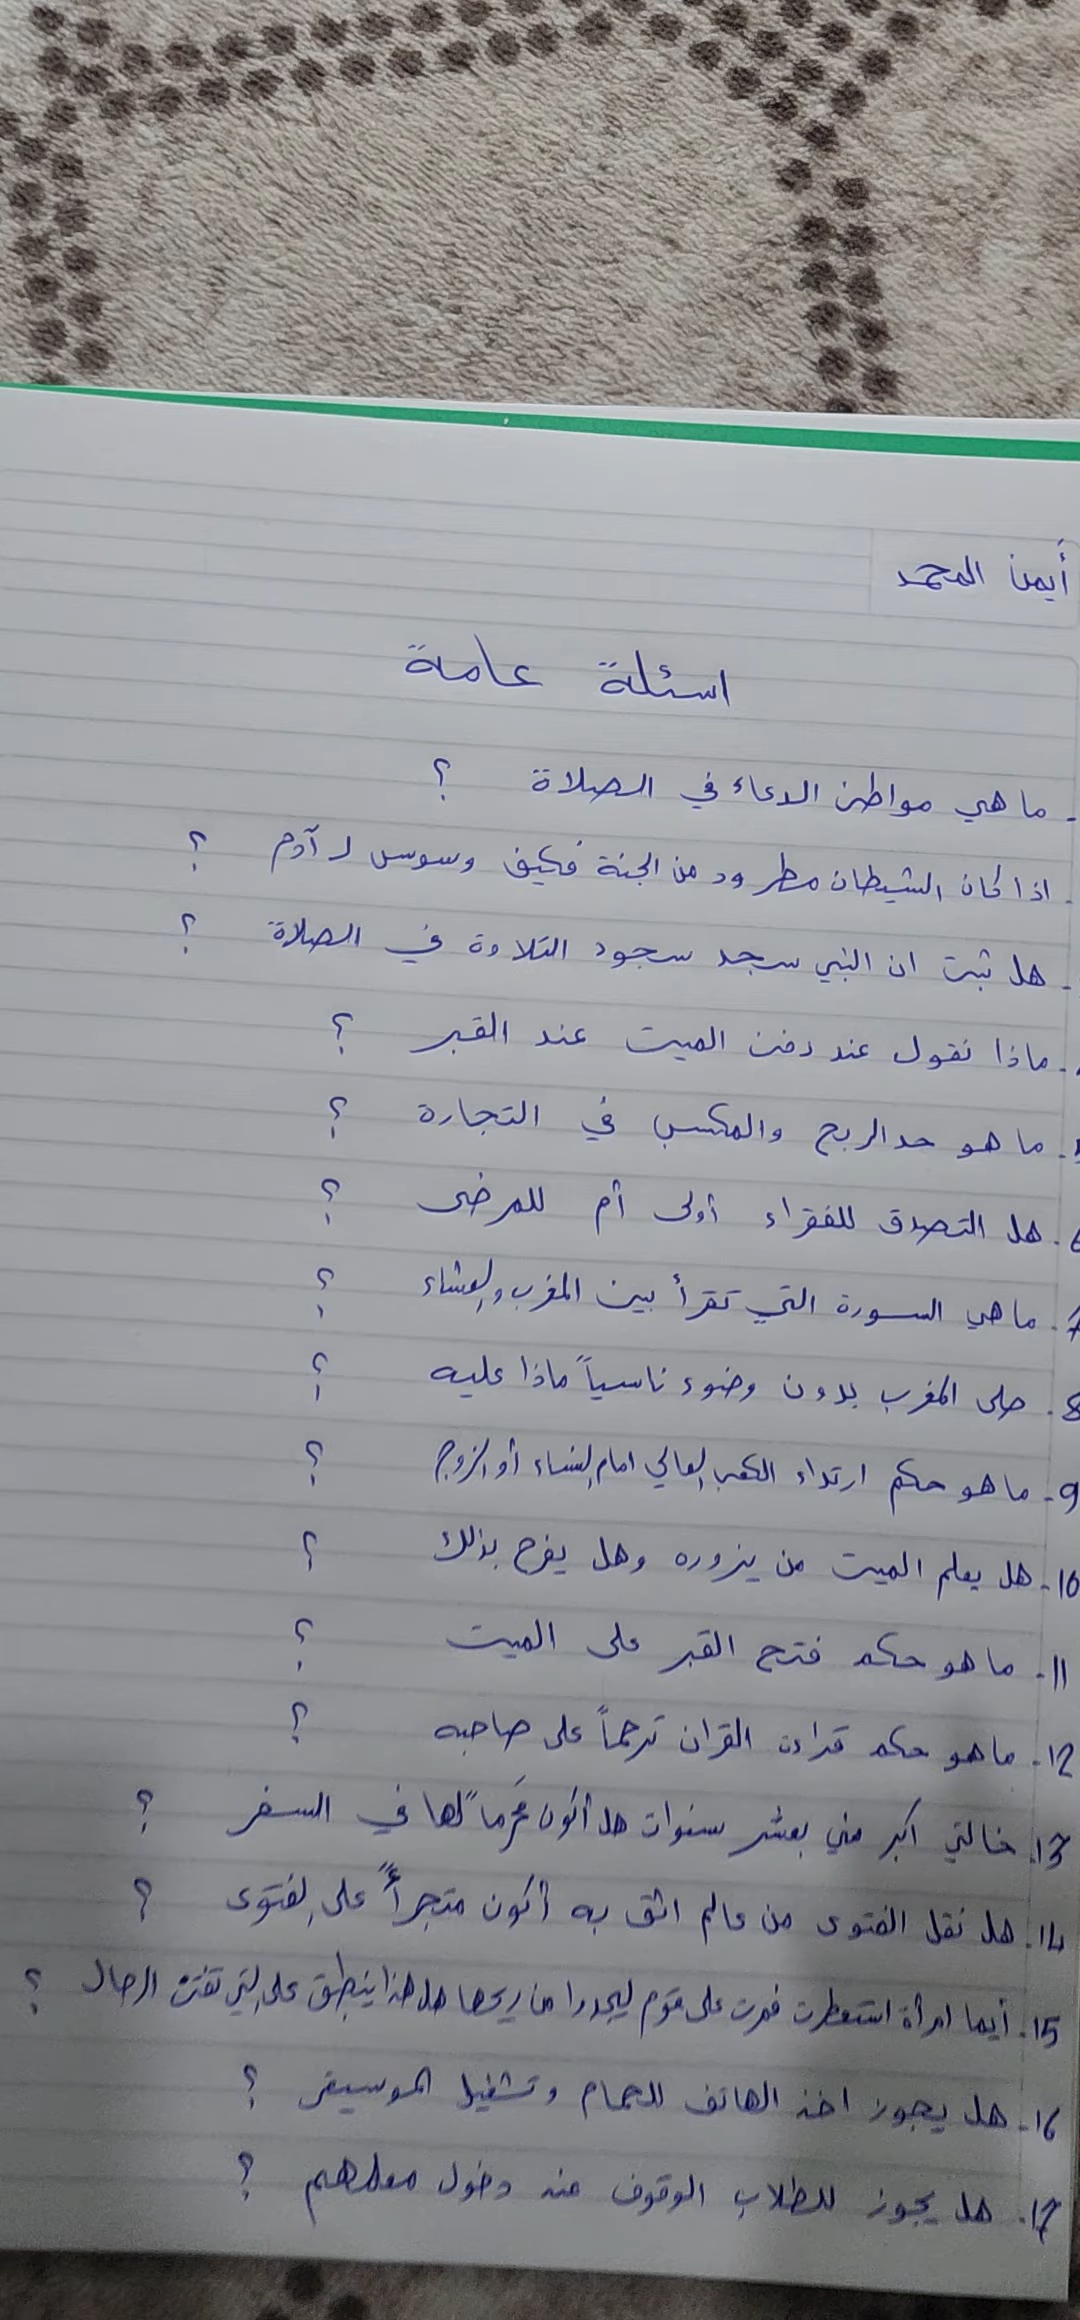 أيمن المحمد
اسئلة عامة
- ما هي مواطن الدعاء في الصلاة ؟
- اذا كان الشيطان مطرود من الجنة فكيف وسوس لـ آدم ؟
- هل ثبت ان النبي سجد سجود التلاوة في الصلاة ؟
- ماذا نقول عند دفن الميت عند القبر ؟
- ما هو حد الربح والمكسب في التجارة ؟
6- هل التصدق للفقراء أولى أم للمرضى ؟
7- ما هي السورة التي تقرأ بين المغرب والعشاء ؟
8- صلى المغرب بدون وضوء ناسياً ماذا عليه ؟
9- ما هو حكم ارتداء الكعب العالي امام النساء أو الزوج ؟
10- هل يعلم الميت من يزوره وهل يفرح بذلك ؟
11- ما هو حكم فتح القبر على الميت ؟
12- ما هو حكم قراءة القران ترحماً على صاحبه ؟
13- خالتي اكبر مني بعشر سنوات هل أكون مَحرماً لها في السفر ؟
14- هل نقل الفتوى من عالم اثق به أكون متجرأً على الفتوى ؟
15- أيما امرأة استعطرت فمرت على قوم ليجدوا من ريحها هل هذا ينطبق على التي تفتن الرجال ؟
16- هل يجوز اخذ الهاتف للحمام وتشغيل الموسيقى ؟
17- هل يجوز للطلاب الوقوف عند دخول معلمهم ؟